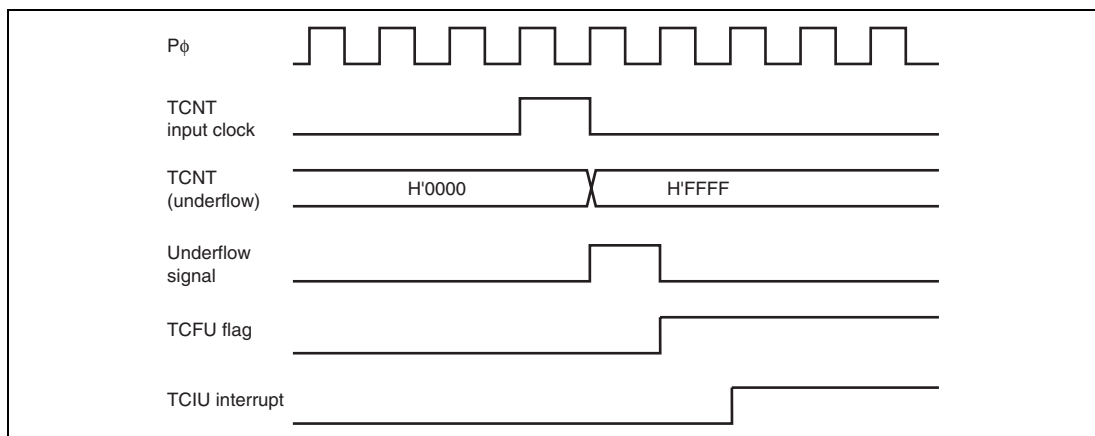 Pϕ
TCNT
input clock
TCNT
(underflow)
H'0000
H'FFFF
Underflow
signal
TCFU flag
TCIU interrupt